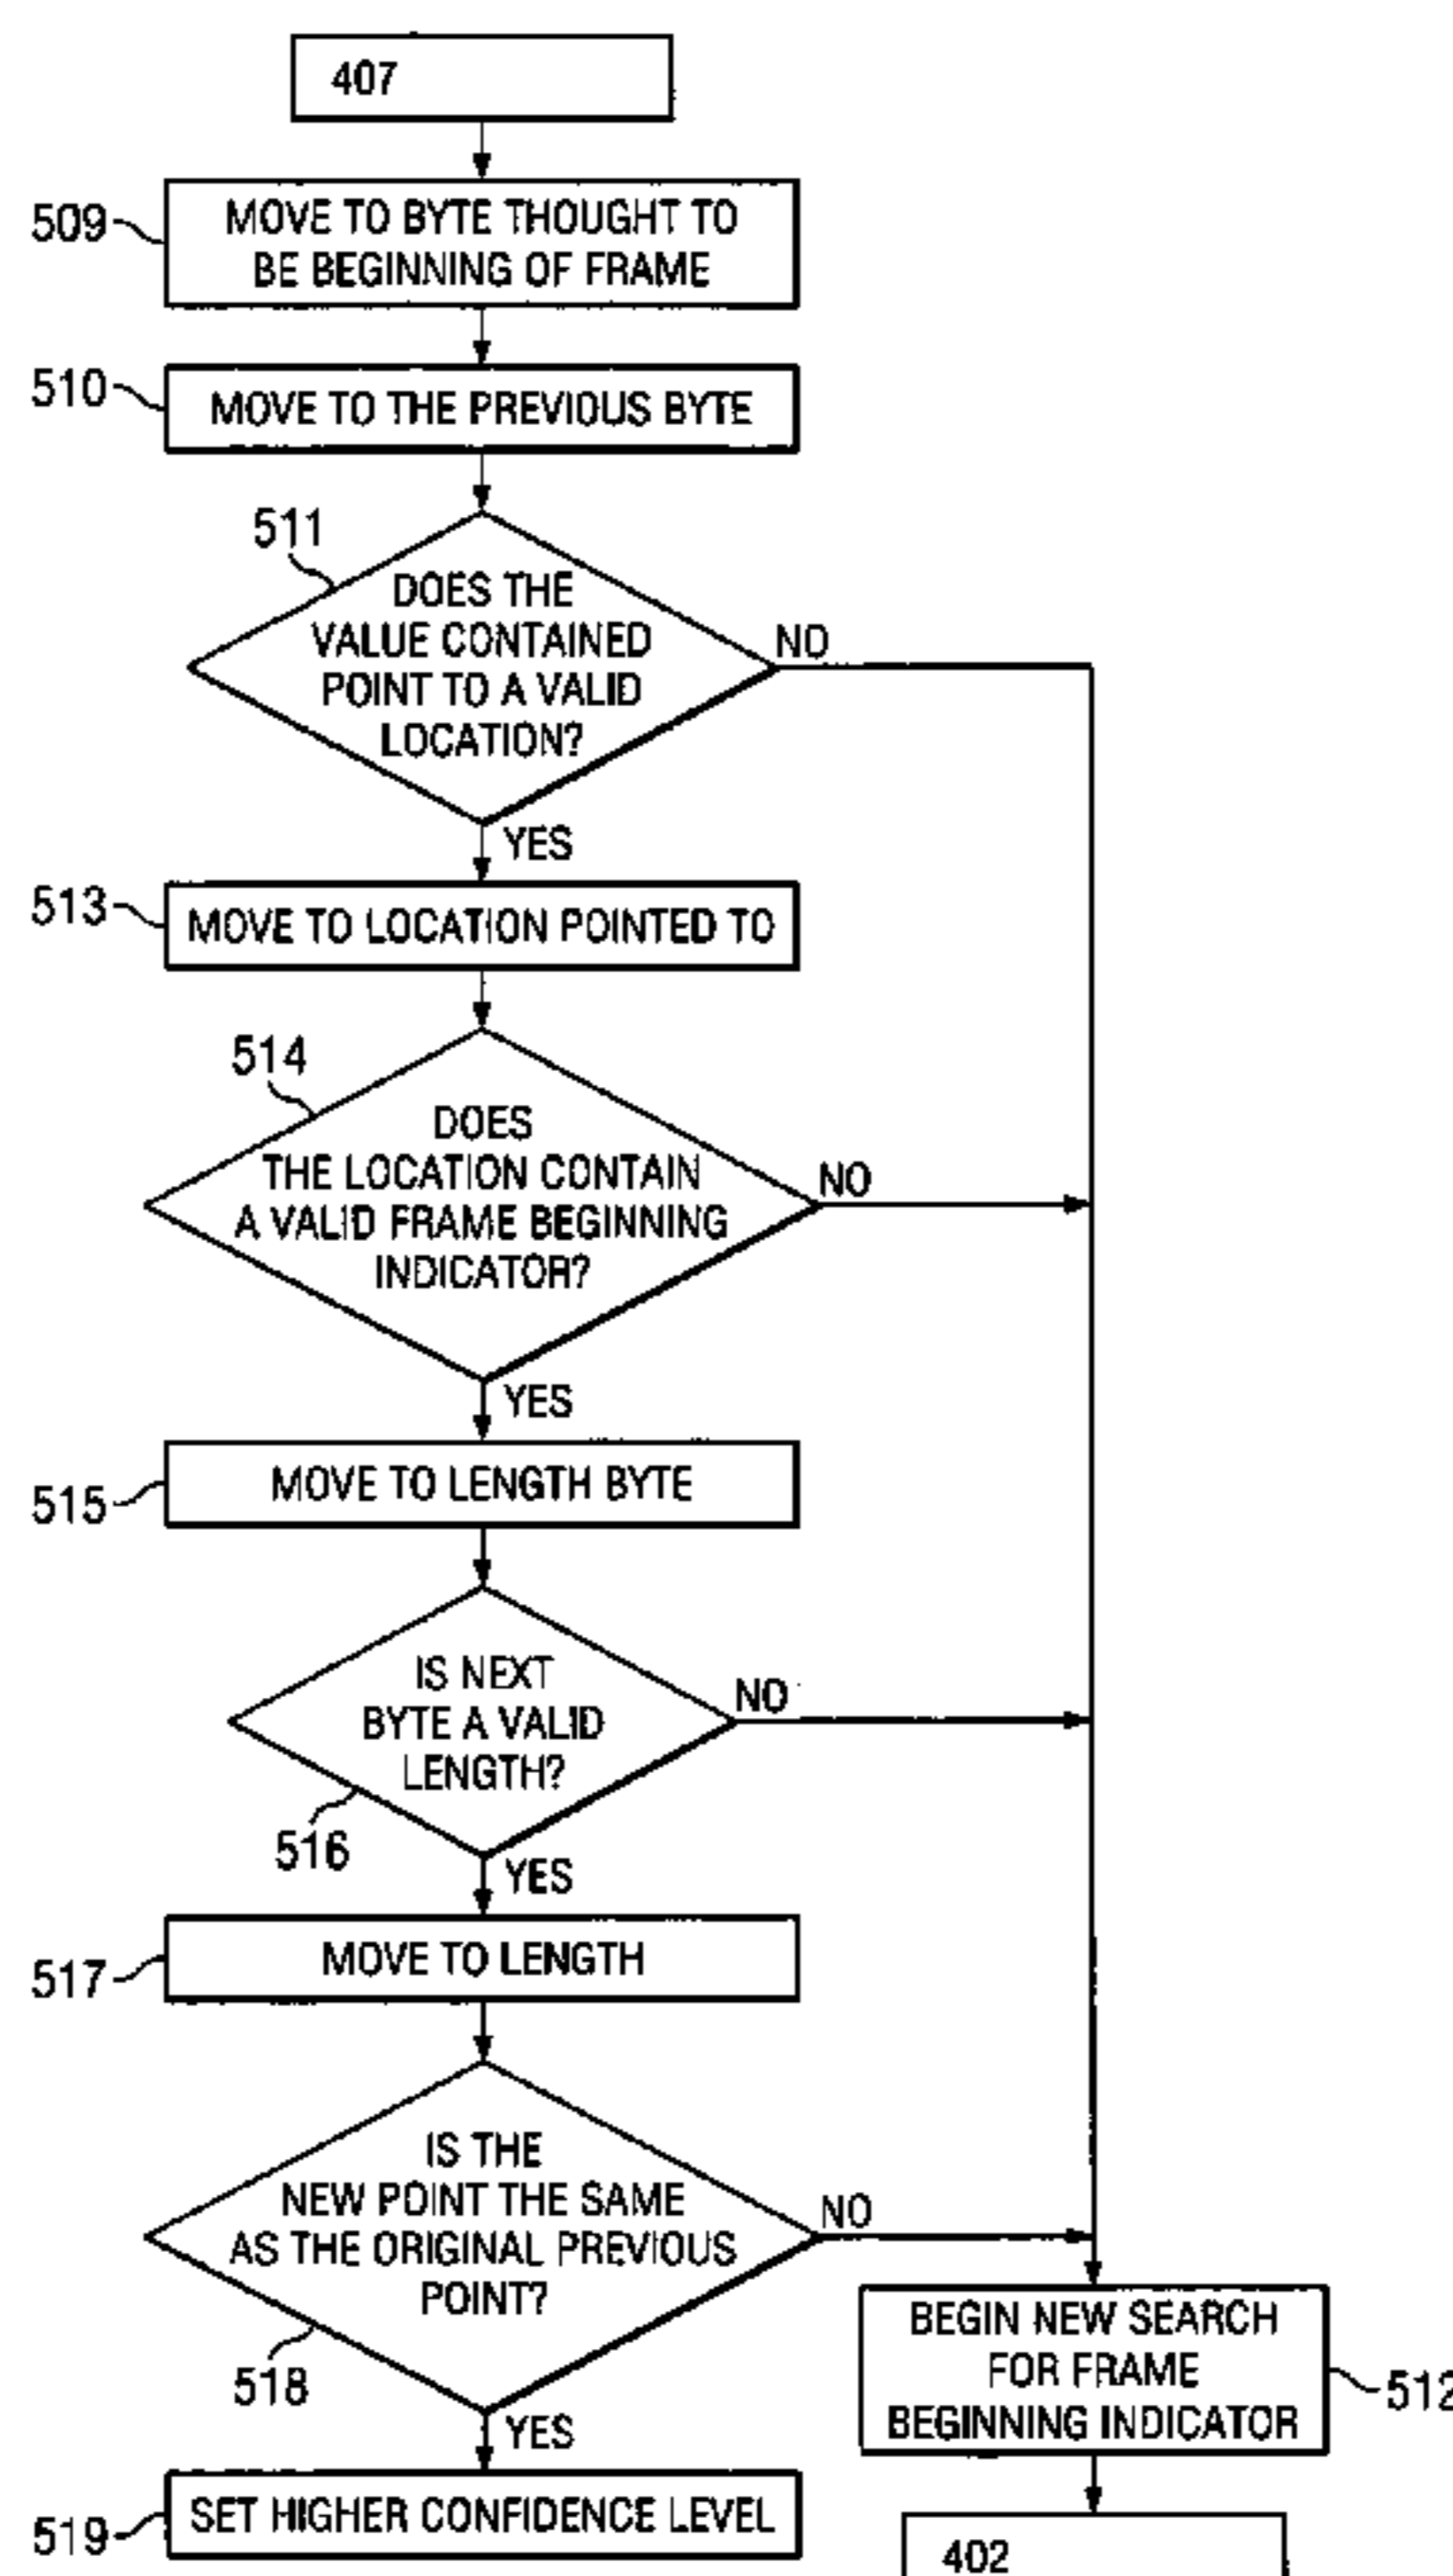 407
509
MOVE TO BYTE THOUGHT TO
BE BEGINNING OF FRAME
510
MOVE TO THE PREVIOUS BYTE
511
DOES THE
VALUE CONTAINED
POINT TO A VALID
LOCATION?
NO
YES
513
MOVE TO LOCATION POINTED TO
514
DOES
THE LOCATION CONTAIN
A VALID FRAME BEGINNING
INDICATOR?
NO
YES
515
MOVE TO LENGTH BYTE
IS NEXT
BYTE A VALID
LENGTH?
NO
516
YES
517
MOVE TO LENGTH
IS THE
NEW POINT THE SAME
AS THE ORIGINAL PREVIOUS
POINT?
NO
518
YES
BEGIN NEW SEARCH
FOR FRAME
BEGINNING INDICATOR
512
519
SET HIGHER CONFIDENCE LEVEL
402